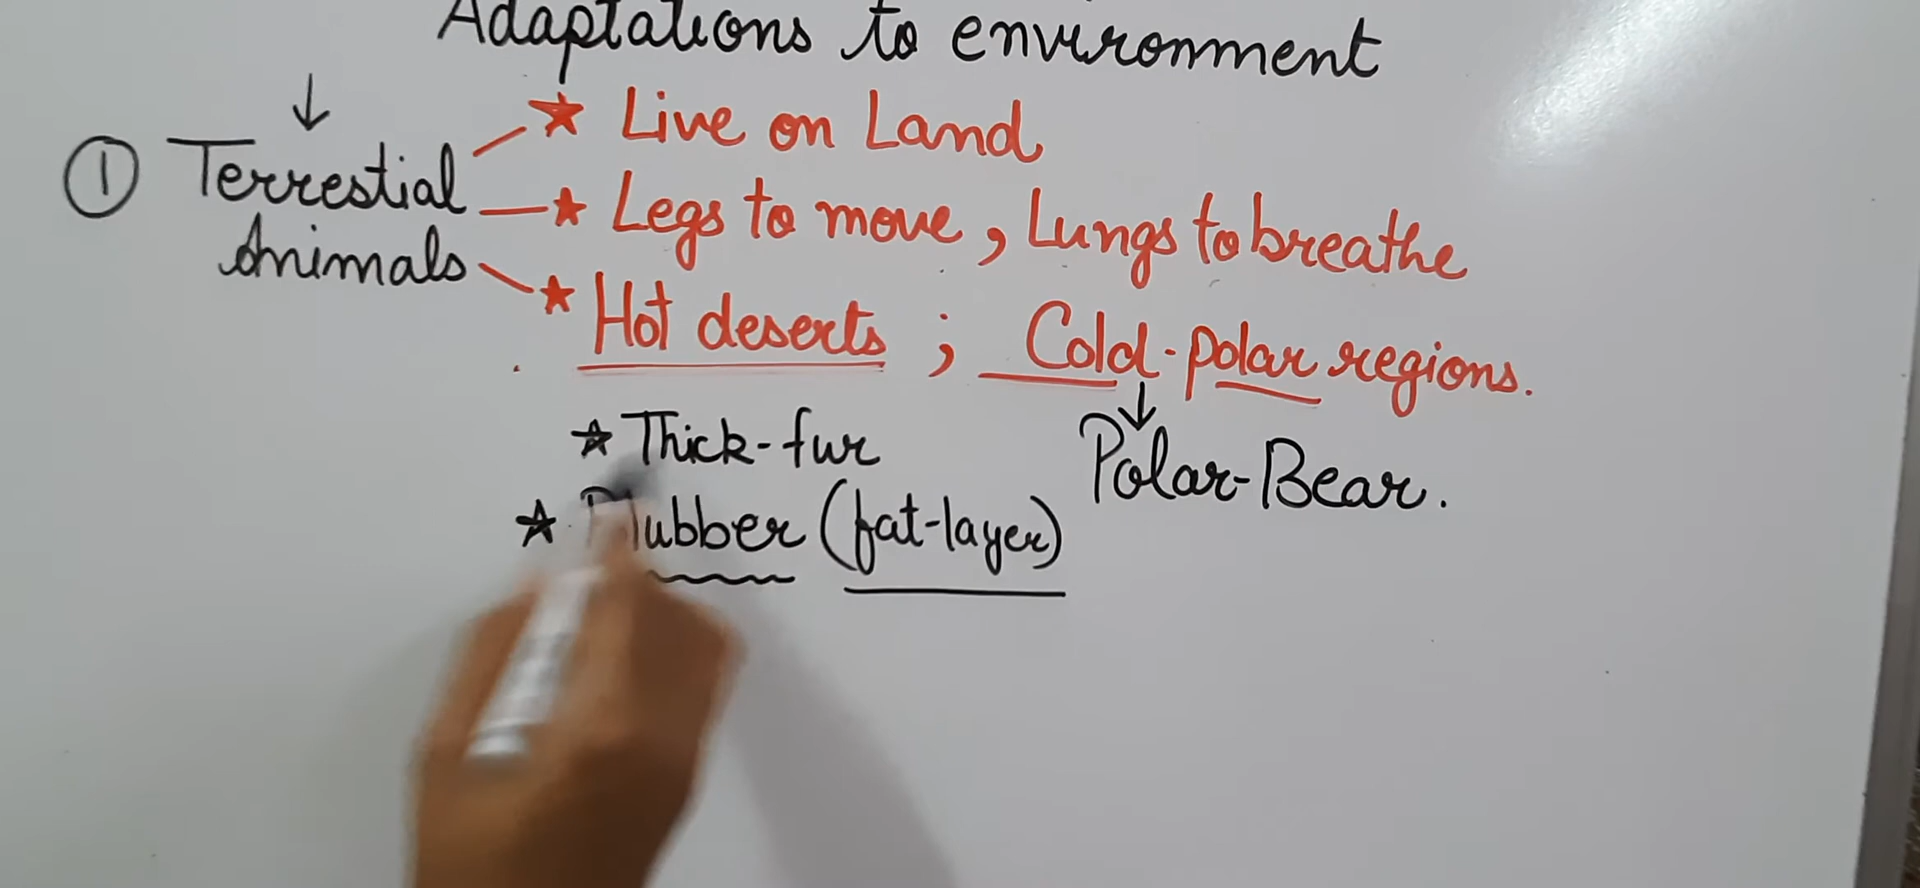 Adaptations to environment
① Terrestial Animals
★ Live on Land
★ Legs to move, Lungs to breathe
★ Hot deserts ; Cold-polar regions.
★ Thick-fur
Polar-Bear.
★ Blubber (fat-layer)